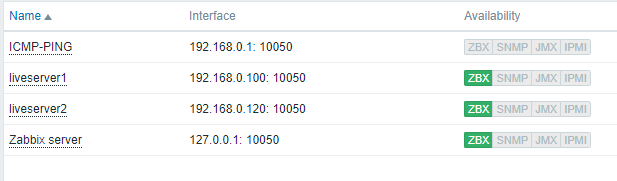 Name Interface Availability
ICMP-PING 192.168.0.1: 10050 ZBX SNMP JMX IPMI
liveserver1 192.168.0.100: 10050 ZBX SNMP JMX IPMI
liveserver2 192.168.0.120: 10050 ZBX SNMP JMX IPMI
Zabbix server 127.0.0.1: 10050 ZBX SNMP JMX IPMI